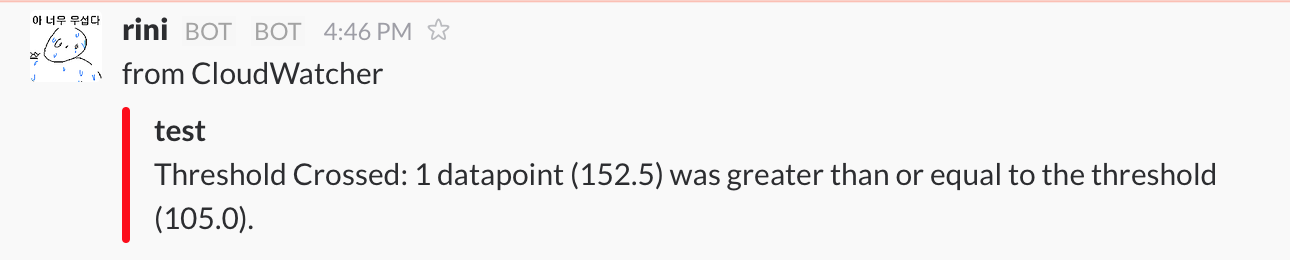 아 너무 무섭다
rini BOT BOT 4:46 PM
from CloudWatcher
test
Threshold Crossed: 1 datapoint (152.5) was greater than or equal to the threshold
(105.0).